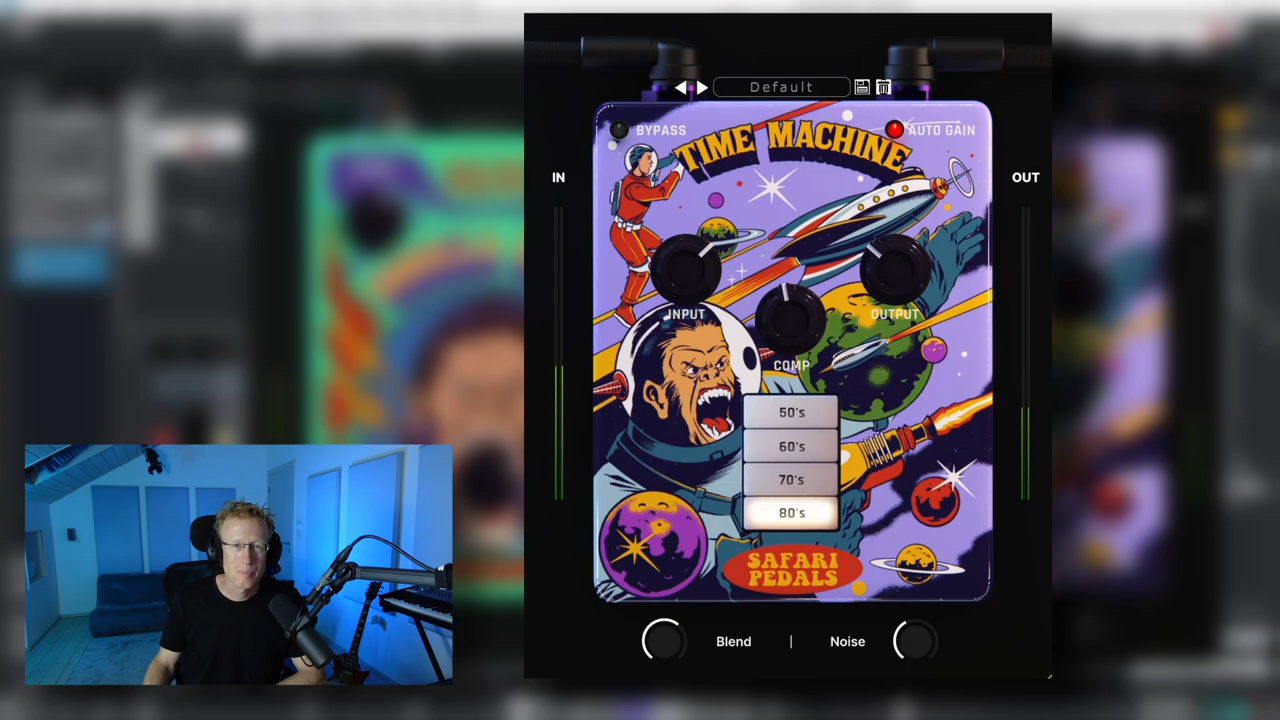 Default
BYPASS
TIME MACHINE
AUTO GAIN
IN
OUT
INPUT
OUTPUT
COMP
50's
60's
70's
80's
SAFARI
PEDALS
Blend | Noise